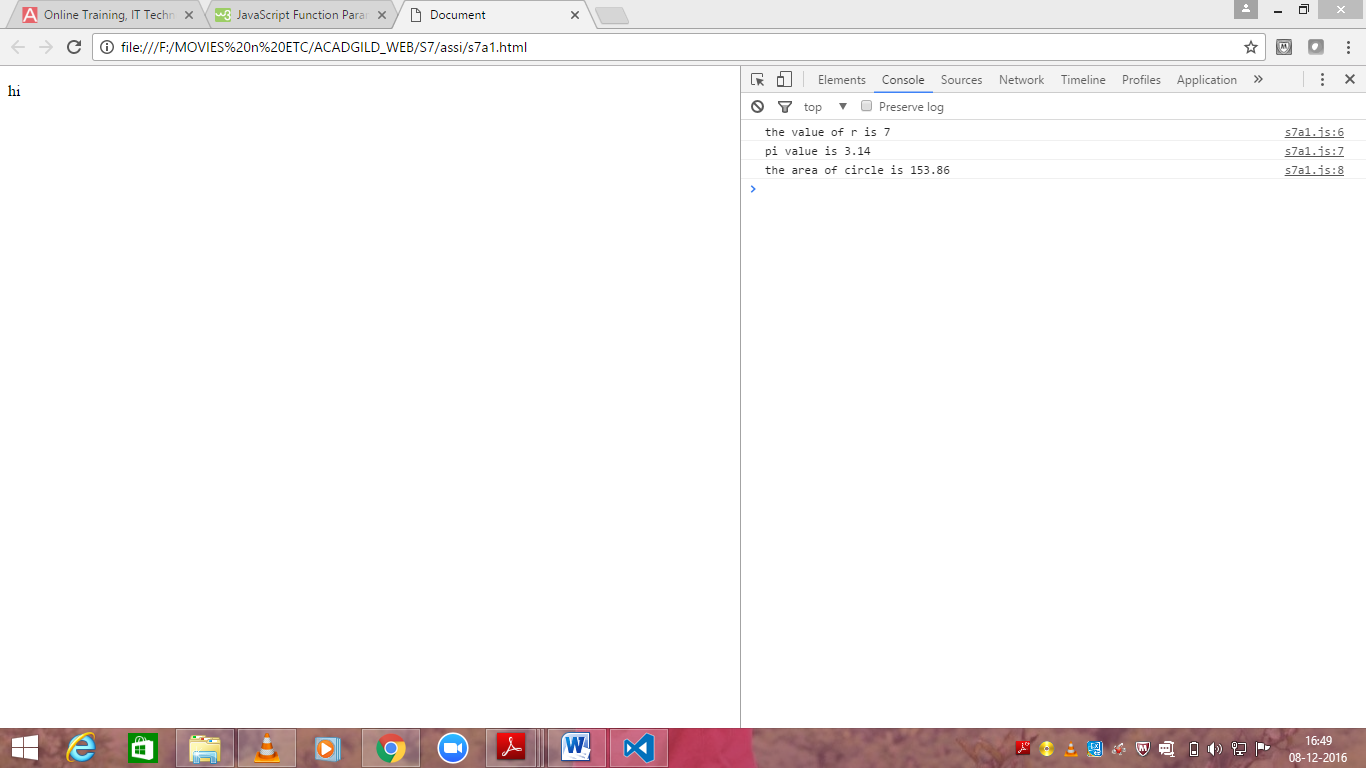 Online Training, IT Techn
JavaScript Function Para
Document
file:///F:/MOVIES%20n%20ETC/ACADGILD_WEB/S7/assi/s7a1.html
hi
Elements Console Sources Network Timeline Profiles Application
top Preserve log
the value of r is 7 s7a1.js:6
pi value is 3.14 s7a1.js:7
the area of circle is 153.86 s7a1.js:8
16:49
08-12-2016